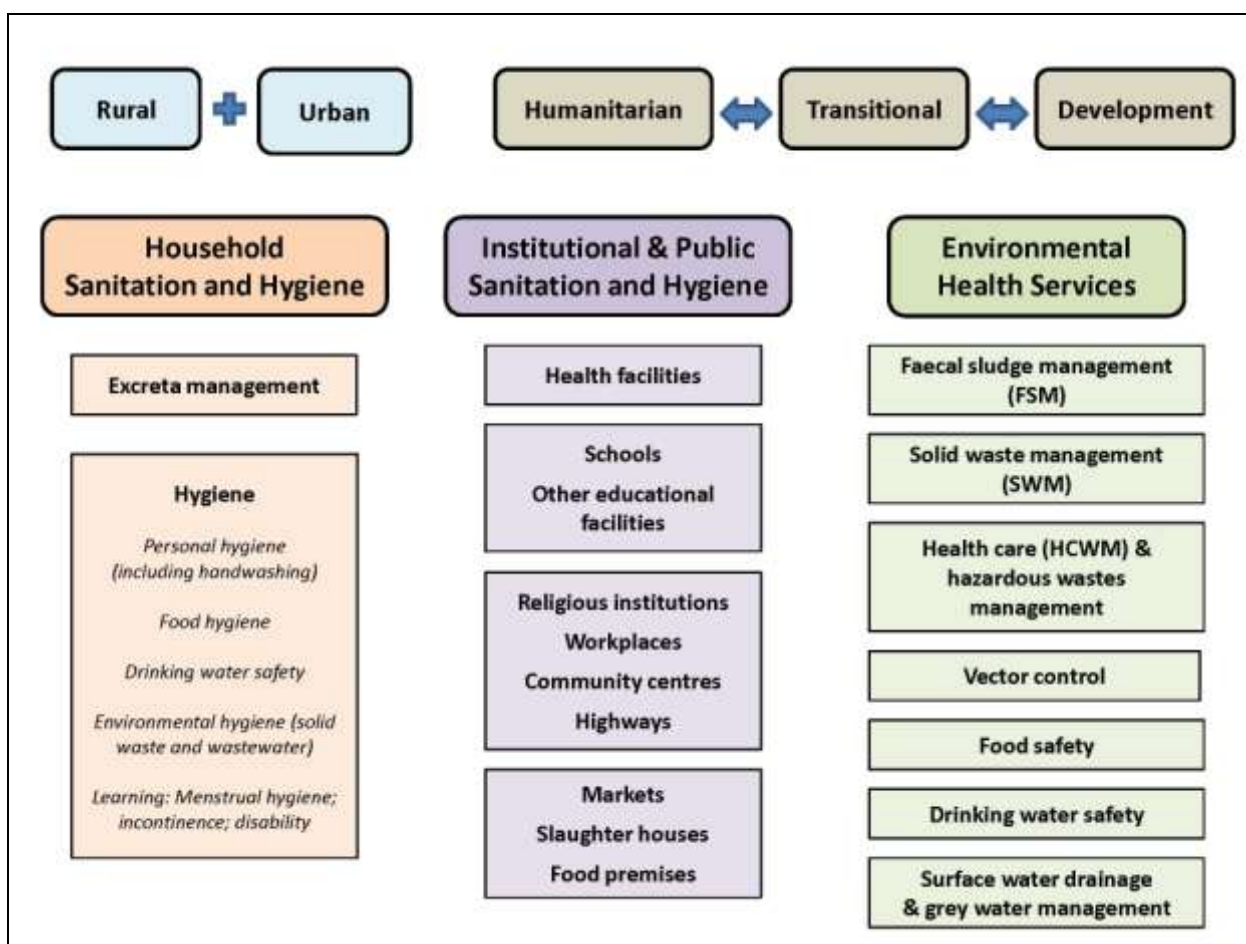 Rural
Urban
Humanitarian
Transitional
Development
Household
Sanitation and Hygiene
Excreta management
Hygiene
Personal hygiene
(including handwashing)
Food hygiene
Drinking water safety
Environmental hygiene (solid
waste and wastewater)
Learning: Menstrual hygiene;
incontinence; disability
Institutional & Public
Sanitation and Hygiene
Health facilities
Schools
Other educational
facilities
Religious institutions
Workplaces
Community centres
Highways
Markets
Slaughter houses
Food premises
Environmental
Health Services
Faecal sludge management
(FSM)
Solid waste management
(SWM)
Health care (HCWM) &
hazardous wastes
management
Vector control
Food safety
Drinking water safety
Surface water drainage
& grey water management